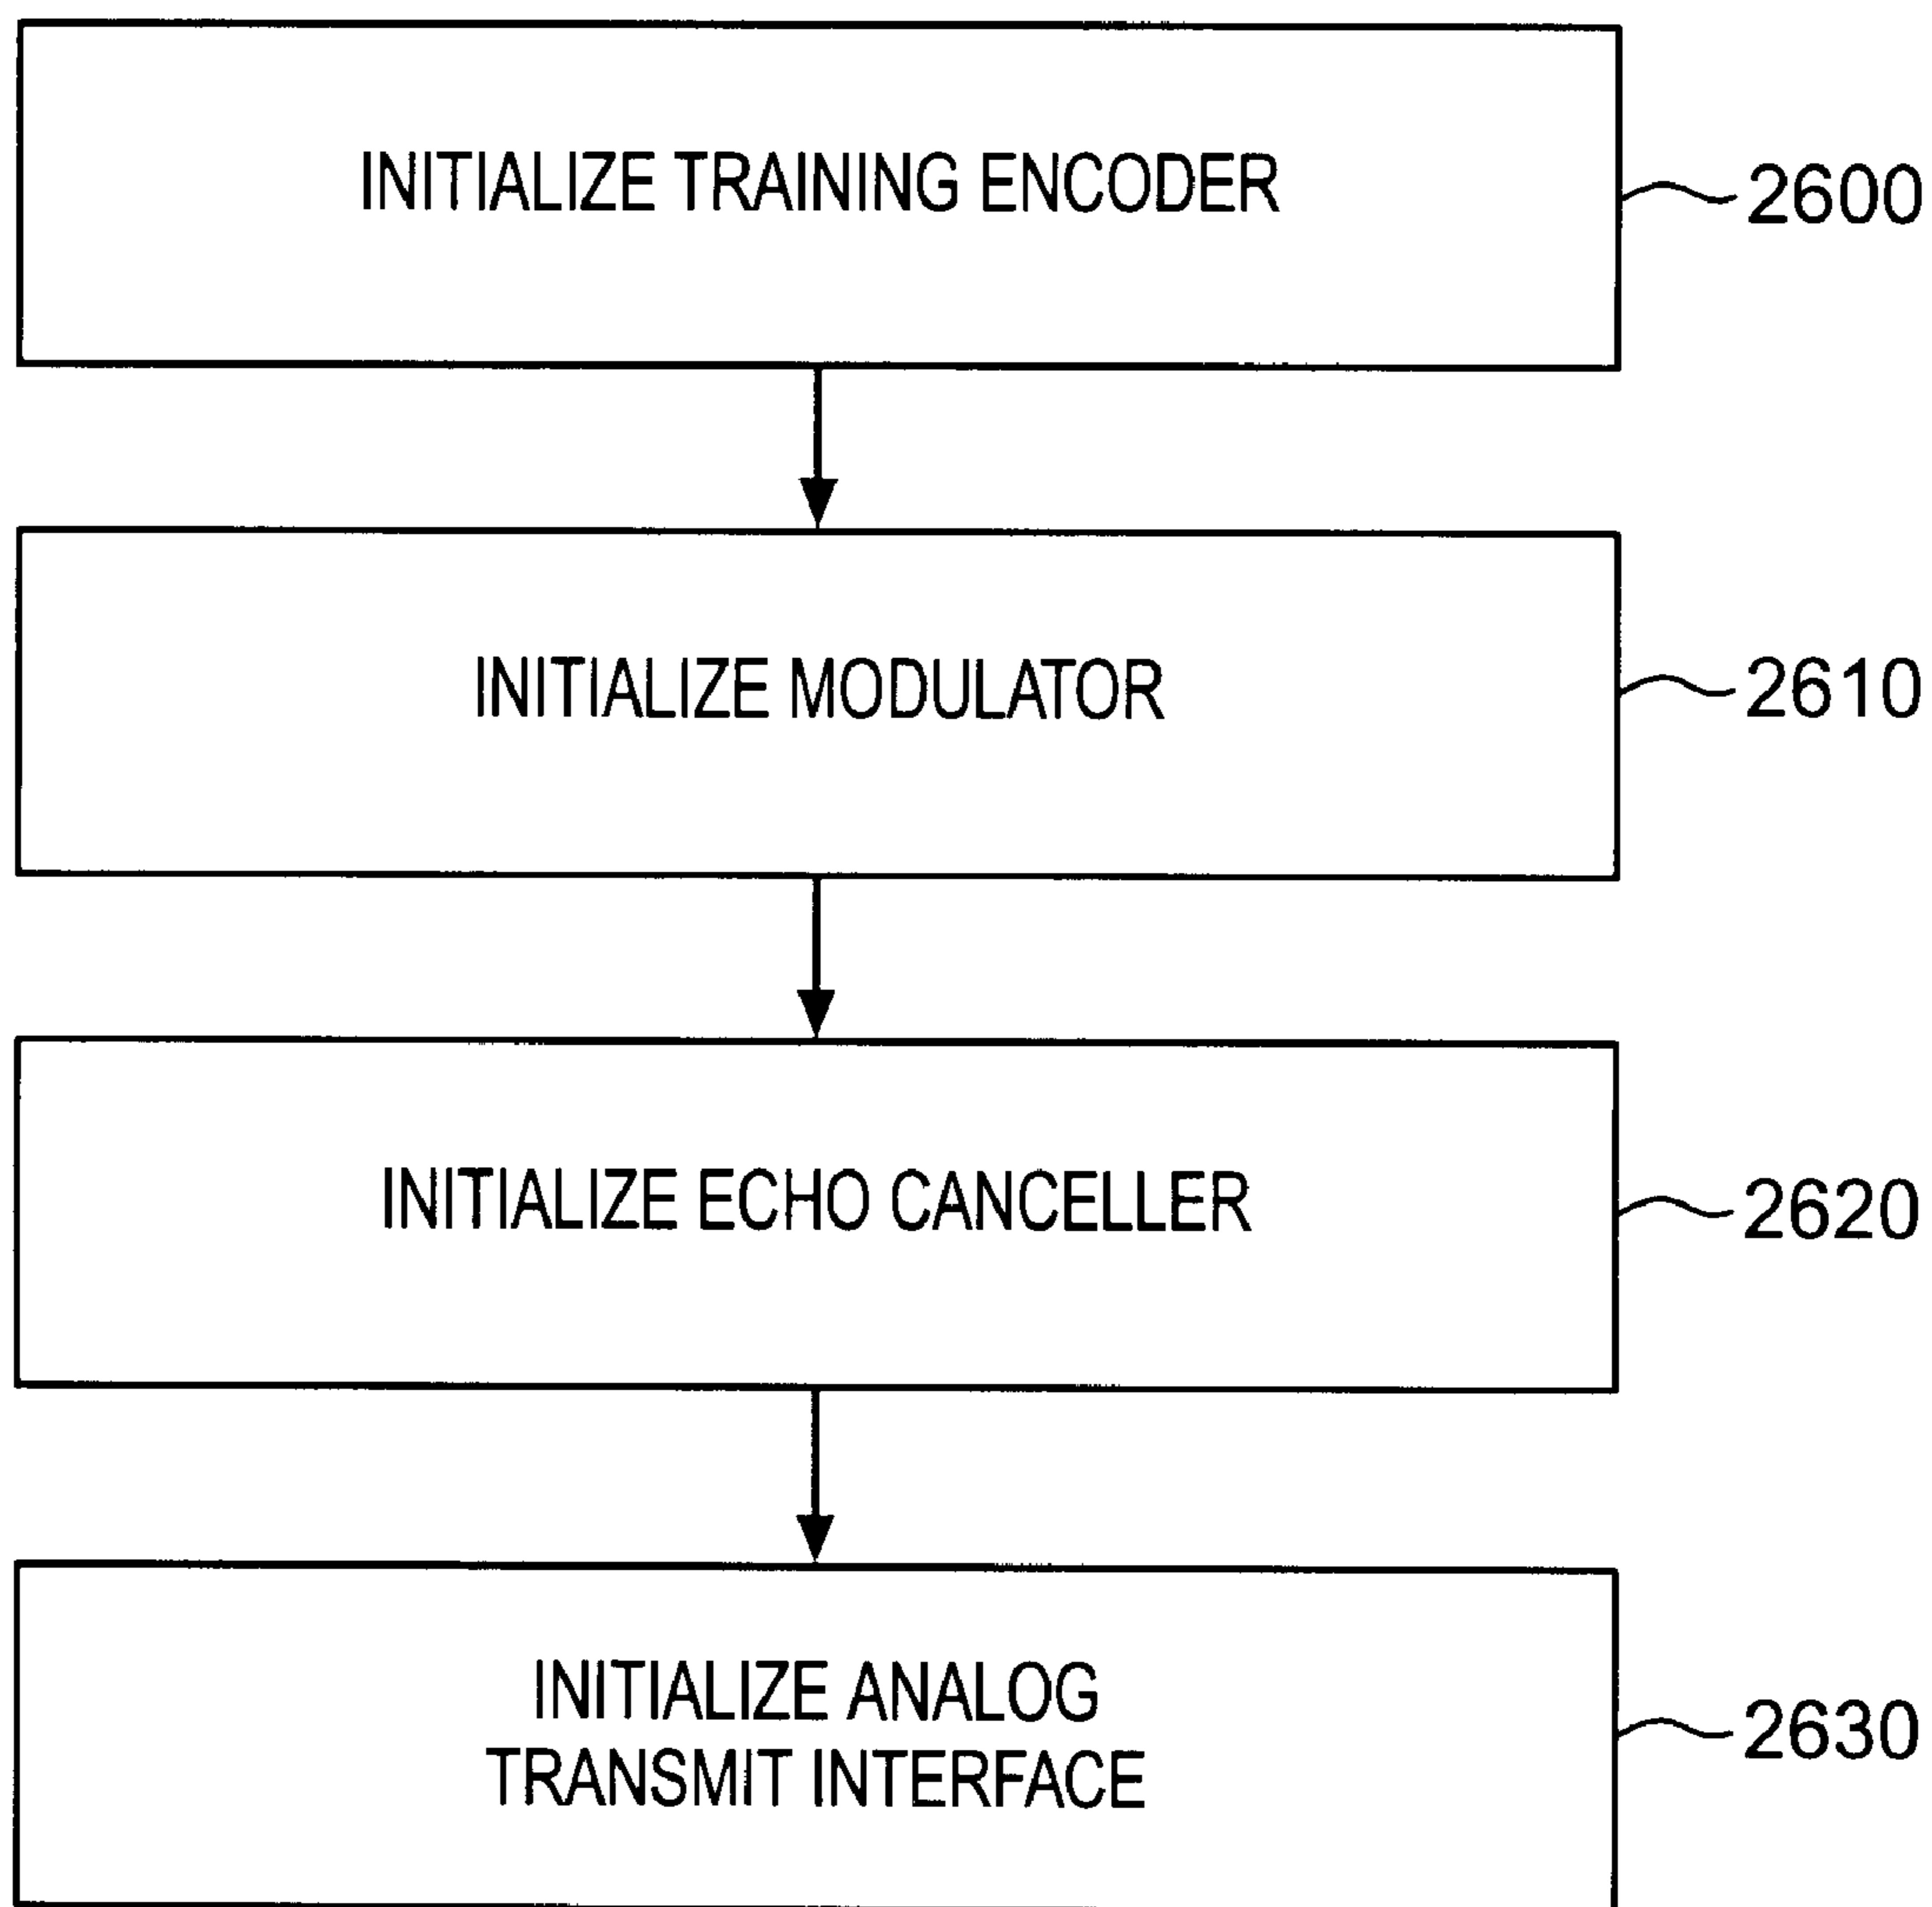 INITIALIZE TRAINING ENCODER
2600
INITIALIZE MODULATOR
2610
INITIALIZE ECHO CANCELLER
2620
INITIALIZE ANALOG
TRANSMIT INTERFACE
2630